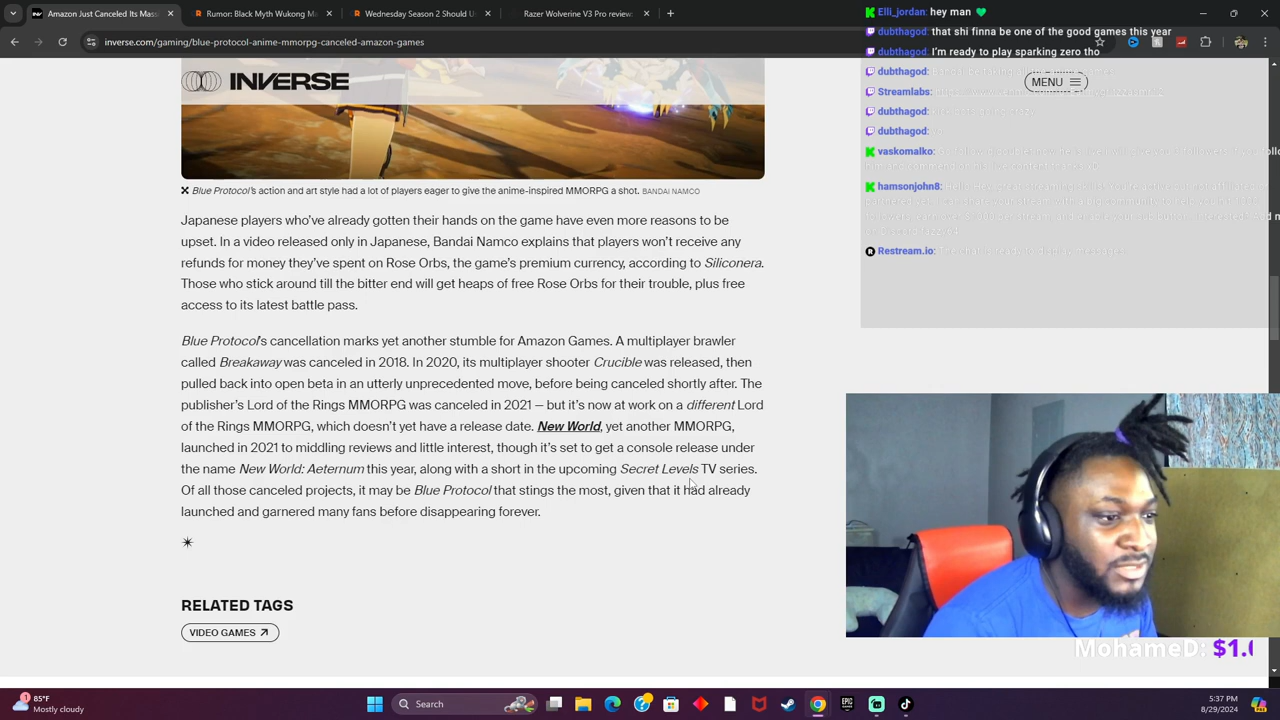 Amazon Just Canceled Its Mass
Rumor: Black Myth Wukong M
Wednesday Season 2 Should U
Razer Wolverine V3 Pro review
inverse.com/gaming/blue-protocol-anime-mmorpg-canceled-amazon-games
INVERSE
MENU
Blue Protocol's action and art style had a lot of players eager to give the anime-inspired MMORPG a shot. BANDAI NAMCO
Japanese players who've already gotten their hands on the game have even more reasons to be
upset. In a video released only in Japanese, Bandai Namco explains that players won't receive any
refunds for money they've spent on Rose Orbs, the game's premium currency, according to Siliconera.
Those who stick around till the bitter end will get heaps of free Rose Orbs for their trouble, plus free
access to its latest battle pass.
Blue Protocol's cancellation marks yet another stumble for Amazon Games. A multiplayer brawler
called Breakaway was canceled in 2018. In 2020, its multiplayer shooter Crucible was released, then
pulled back into open beta in an utterly unprecedented move, before being canceled shortly after. The
publisher's Lord of the Rings MMORPG was canceled in 2021 — but it's now at work on a different Lord
of the Rings MMORPG, which doesn't yet have a release date. New World, yet another MMORPG,
launched in 2021 to middling reviews and little interest, though it's set to get a console release under
the name New World: Aeternum this year, along with a short in the upcoming Secret Levels TV series.
Of all those canceled projects, it may be Blue Protocol that stings the most, given that it had already
launched and garnered many fans before disappearing forever.
RELATED TAGS
VIDEO GAMES
Elli_jordan: hey man
dubthagod: that shi finna be one of the good games this year
dubthagod: I'm ready to play sparking zero tho
dubthagod:
Streamlabs:
dubthagod:
dubthagod:
vaskomalko:
hamsonjohn8:
Restream.io:
MohameD: $1.
85°F
Mostly cloudy
Search
5:37 PM
8/29/2024